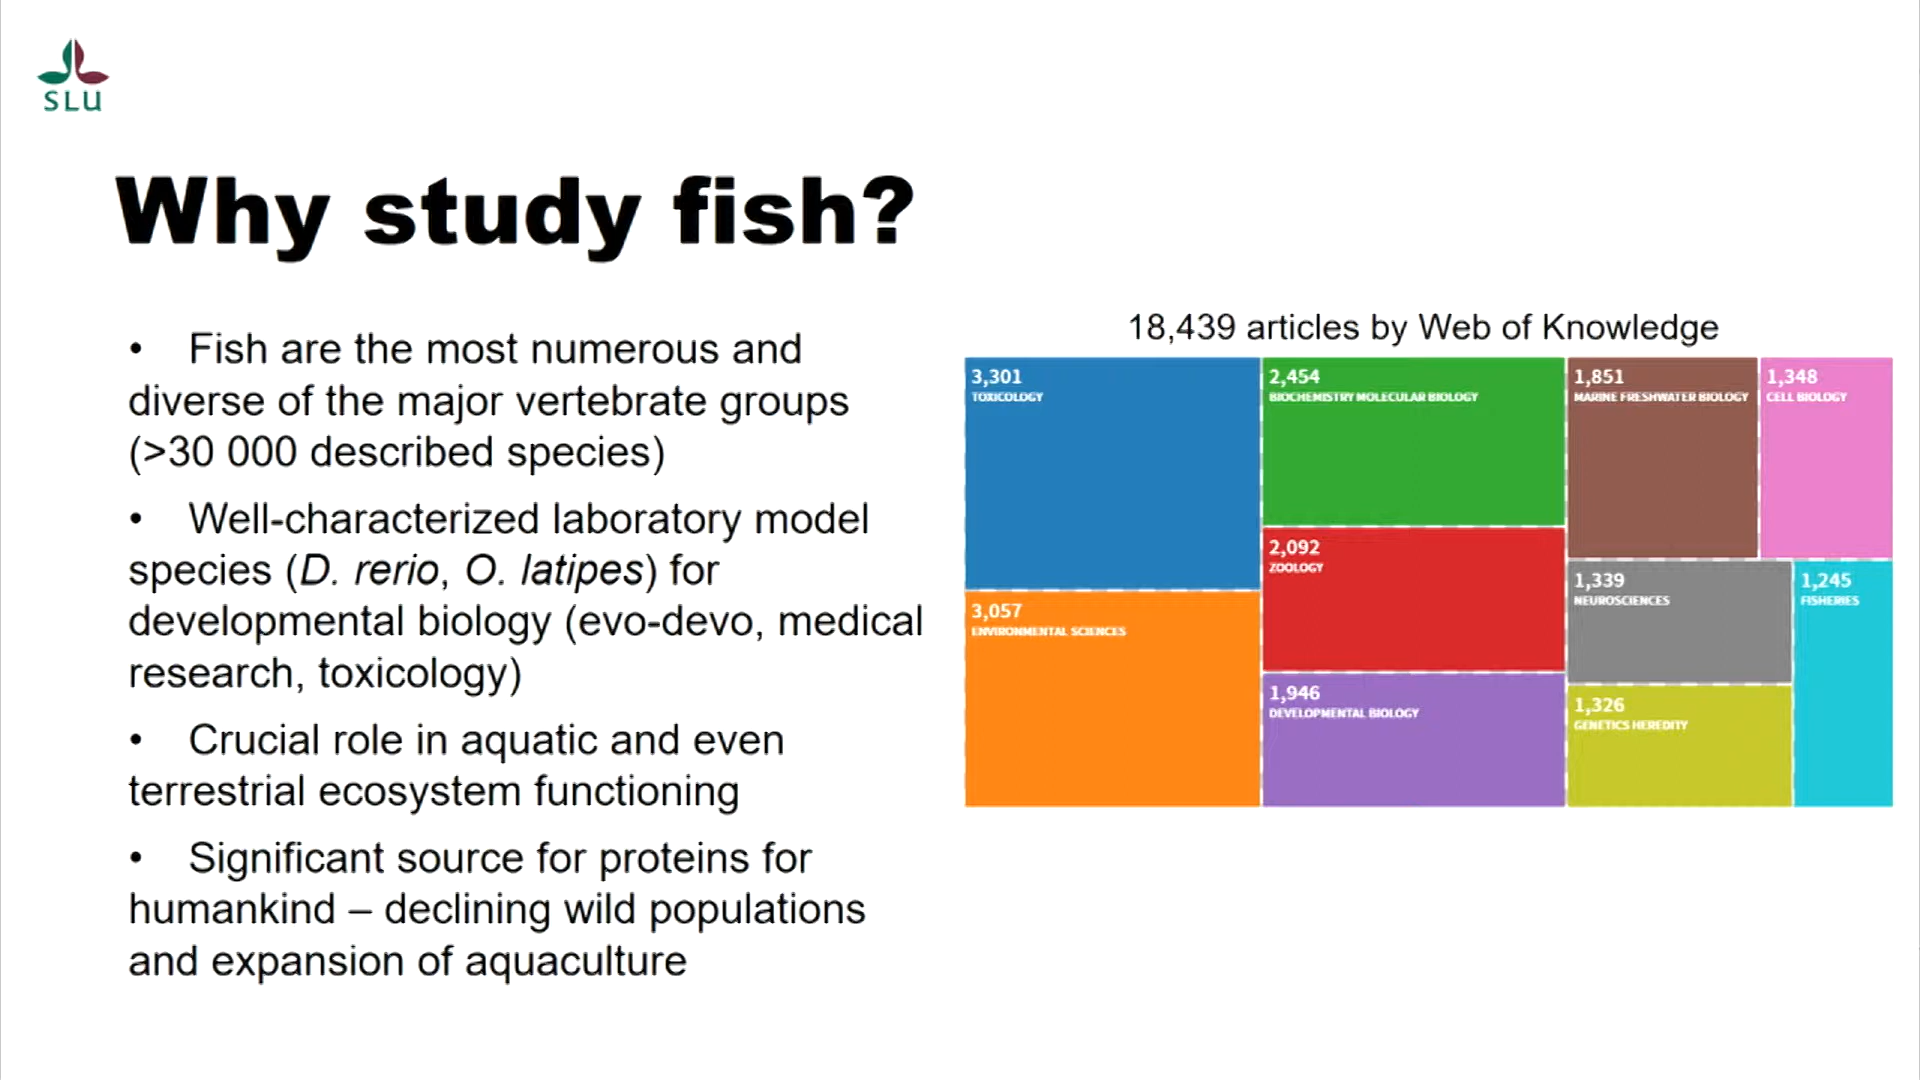 SLU
Why study fish?
• Fish are the most numerous and
diverse of the major vertebrate groups
(>30 000 described species)
• Well-characterized laboratory model
species (D. rerio, O. latipes) for
developmental biology (evo-devo, medical
research, toxicology)
• Crucial role in aquatic and even
terrestrial ecosystem functioning
• Significant source for proteins for
humankind – declining wild populations
and expansion of aquaculture
18,439 articles by Web of Knowledge
3,301
TOXICOLOGY
3,057
ENVIRONMENTAL SCIENCES
2,454
BIOCHEMISTRY MOLECULAR BIOLOGY
2,092
ZOOLOGY
1,946
DEVELOPMENTAL BIOLOGY
1,851
MARINE FRESHWATER BIOLOGY
1,348
CELL BIOLOGY
1,339
NEUROSCIENCES
1,326
GENETICS HEREDITY
1,245
FISHERIES